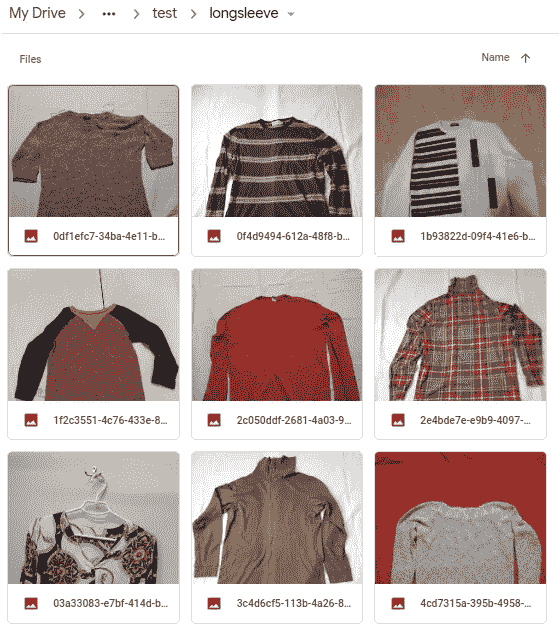 My Drive > ••• > test > longsleeve
Files
Name ↑
0df1efc7-34ba-4e11-b...
0f4d9494-612a-48f8-b...
1b93822d-09f4-41e6-b...
1f2c3551-4c76-433e-8...
2c050ddf-2681-4a03-9...
2e4bde7e-e9b9-4097-...
03a33083-e7bf-414d-b...
3c4d6cf5-113b-4a26-8...
4cd7315a-395b-4958-...